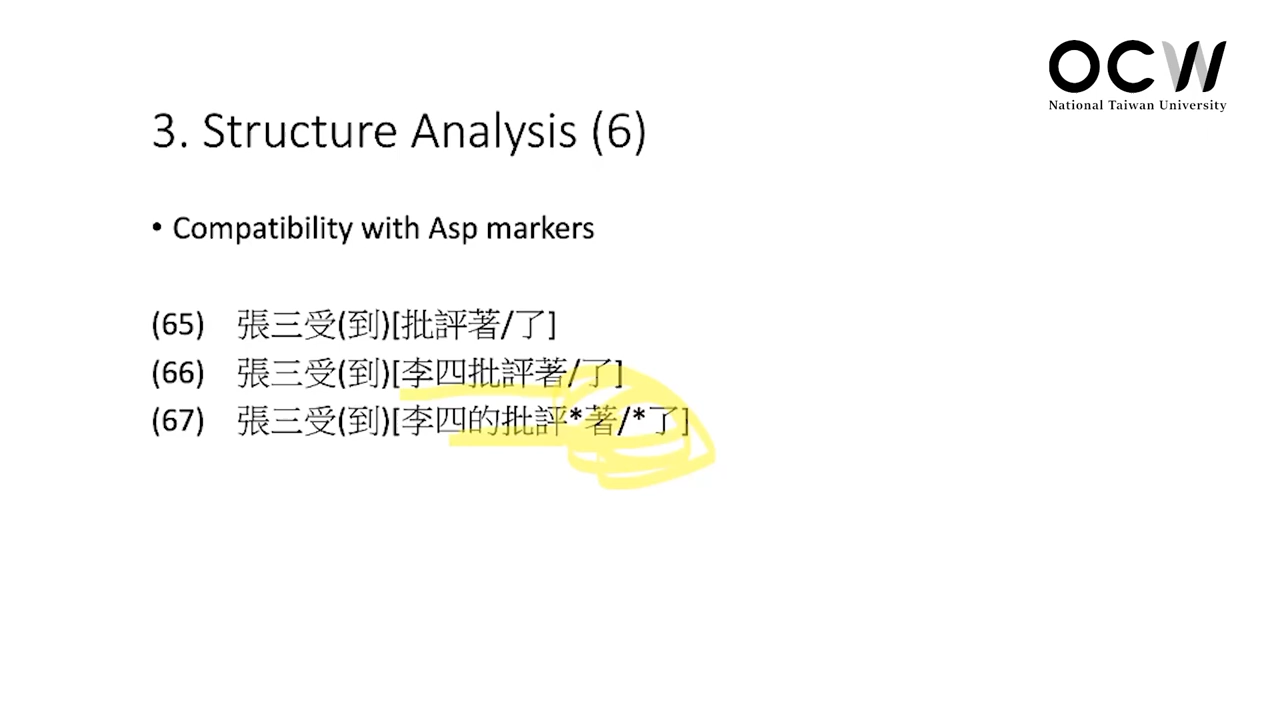 OCW
National Taiwan University
3. Structure Analysis (6)
• Compatibility with Asp markers
(65) 張三受(到)[批評著/了]
(66) 張三受(到)[李四批評著/了]
(67) 張三受(到)[李四的批評*著/*了]